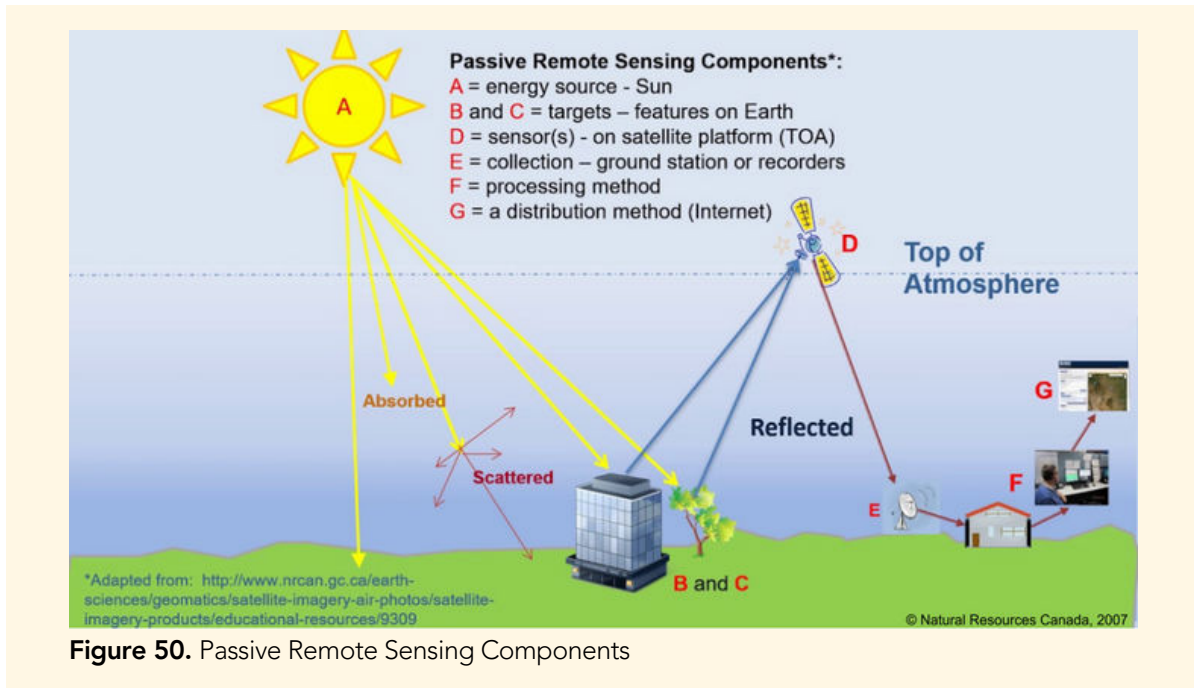 A
Passive Remote Sensing Components*:
A = energy source - Sun
B and C = targets – features on Earth
D = sensor(s) - on satellite platform (TOA)
E = collection – ground station or recorders
F = processing method
G = a distribution method (Internet)
D
Top of
Atmosphere
Absorbed
G
Reflected
Scattered
F
E
B and C
*Adapted from: http://www.nrcan.gc.ca/earth-
sciences/geomatics/satellite-imagery-air-photos/satellite-
imagery-products/educational-resources/9309
© Natural Resources Canada, 2007
Figure 50. Passive Remote Sensing Components